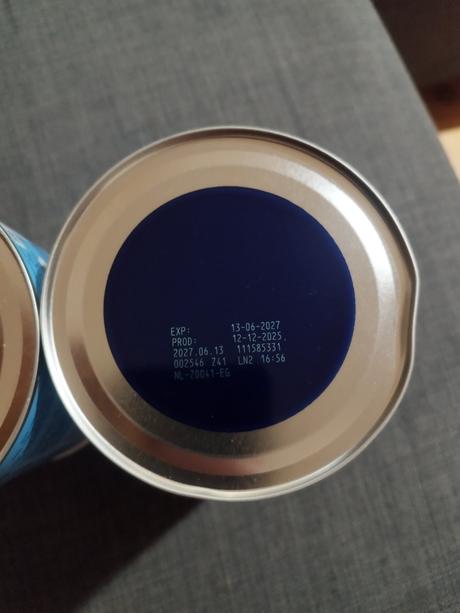 EXP: 13-06-2027
PROD: 12-12-2025.
2027.06.13 111585331
002546 Z41 LN2 16:56
NL-Z0041-EG